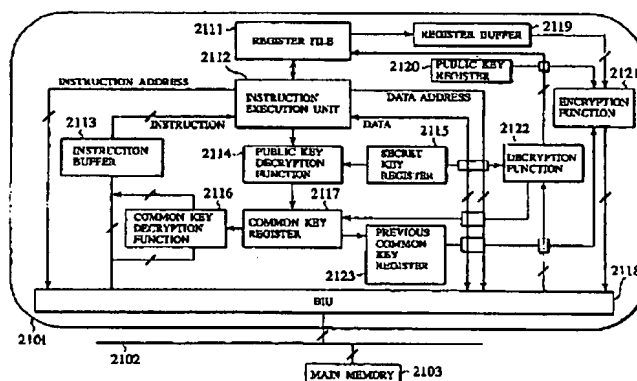 2111
REGISTER FILE
REGISTER BUFFER
2119
2112
2120
PUBLIC KEY
REGISTER
2121
INSTRUCTION ADDRESS
INSTRUCTION
EXECUTION UNIT
DATA ADDRESS
ENCRYPTION
FUNCTION
2113
INSTRUCTION
DATA
2115
2122
INSTRUCTION
BUFFER
2114
PUBLIC KEY
DECRYPTION
FUNCTION
SECRET KEY
REGISTER
DECRYPTION
FUNCTION
2116
2117
COMMON KEY
DECRYPTION
FUNCTION
COMMON KEY
REGISTER
PREVIOUS
COMMON KEY
REGISTER
2123
BIU
2118
2101
2102
MAIN MEMORY
2103